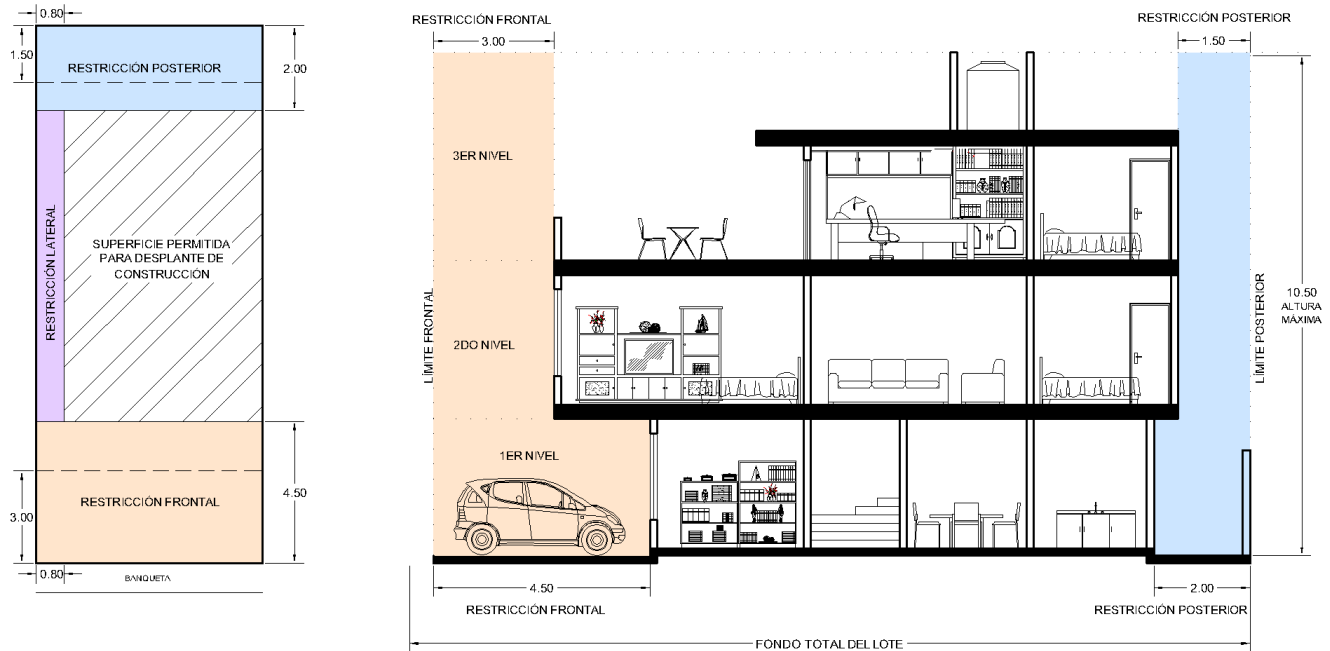 0.80
1.50
RESTRICCIÓN POSTERIOR
2.00
RESTRICCIÓN LATERAL
SUPERFICIE PERMITIDA
PARA DESPLANTE DE
CONSTRUCCIÓN
4.50
3.00
RESTRICCIÓN FRONTAL
0.80
BANQUETA
RESTRICCIÓN FRONTAL
3.00
RESTRICCIÓN POSTERIOR
1.50
3ER NIVEL
2DO NIVEL
1ER NIVEL
LÍMITE FRONTAL
LÍMITE POSTERIOR
10.50
ALTURA
MÁXIMA
4.50
RESTRICCIÓN FRONTAL
2.00
RESTRICCIÓN POSTERIOR
FONDO TOTAL DEL LOTE